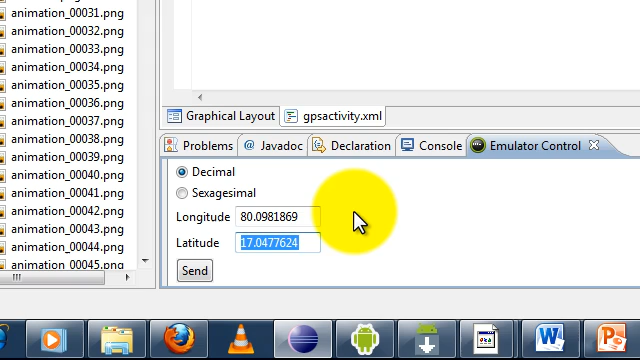 animation_00031.png
animation_00032.png
animation_00033.png
animation_00034.png
animation_00035.png
animation_00036.png
animation_00037.png
animation_00038.png
animation_00039.png
animation_00040.png
animation_00041.png
animation_00042.png
animation_00043.png
animation_00044.png
animation_00045.png
Graphical Layout
gpsactivity.xml
Problems
@ Javadoc
Declaration
Console
Emulator Control
Decimal
Sexagesimal
Longitude 80.0981869
Latitude 17.0477624
Send